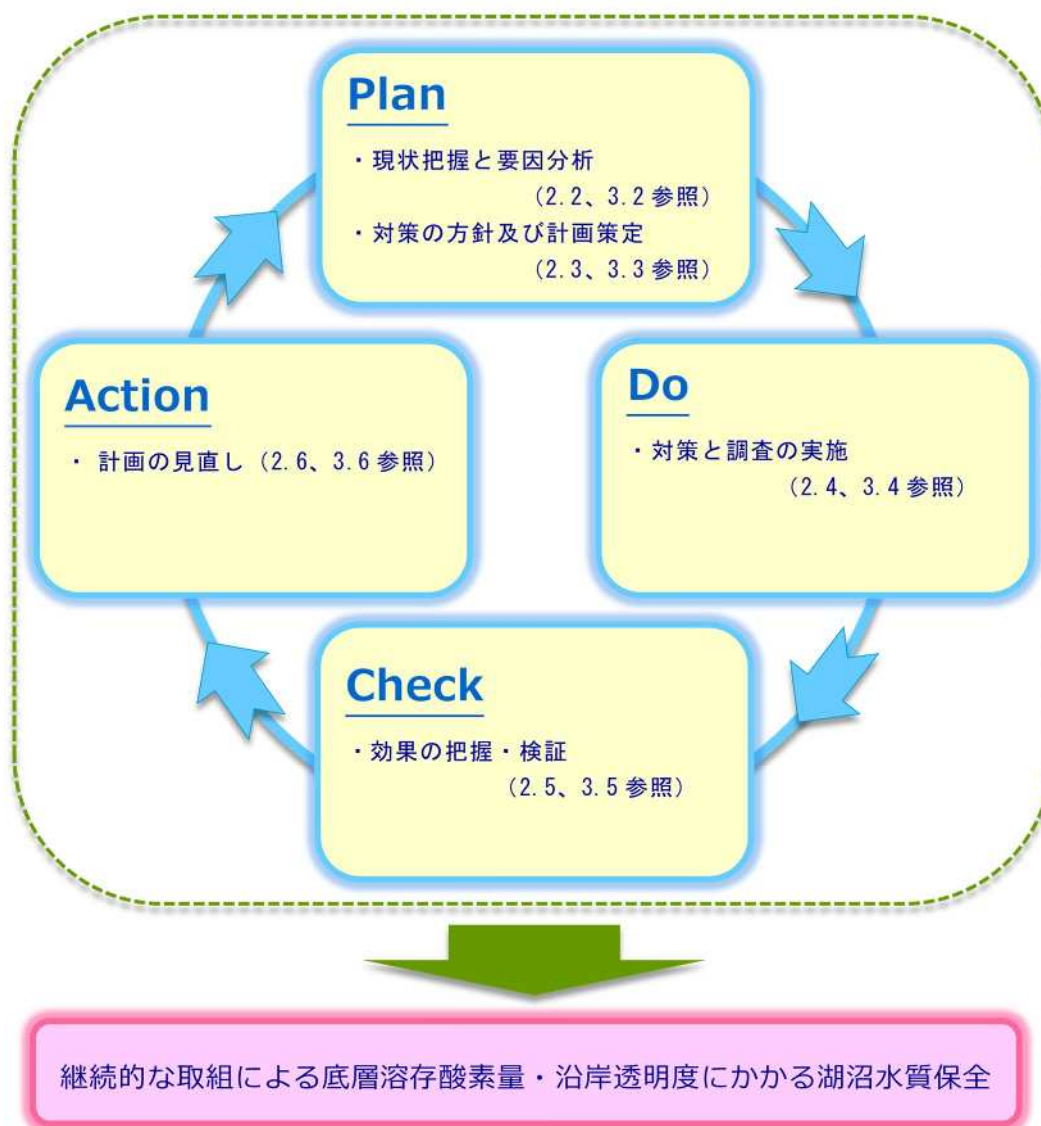 Plan
・現状把握と要因分析
（2.2、3.2 参照）
・対策の方針及び計画策定
（2.3、3.3 参照）
Do
・対策と調査の実施
（2.4、3.4 参照）
Check
・効果の把握・検証
（2.5、3.5 参照）
Action
・ 計画の見直し（2.6、3.6 参照）
継続的な取組による底層溶存酸素量・沿岸透明度にかかる湖沼水質保全